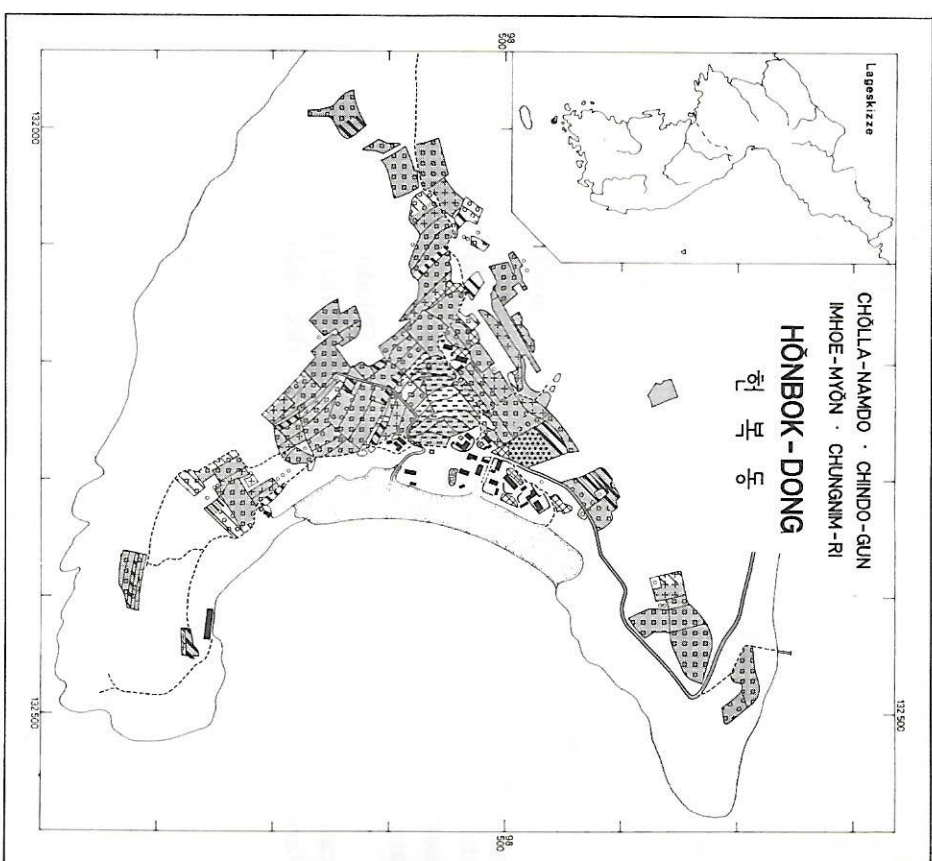 Lageskizze
CHŎLLA-NAMDO · CHINDO-GUN
IMHOE-MYŎN · CHUNGNIM-RI
HŎNBOK-DONG
헌 복 동
132 500
98
500
98
500
132 000
132 500